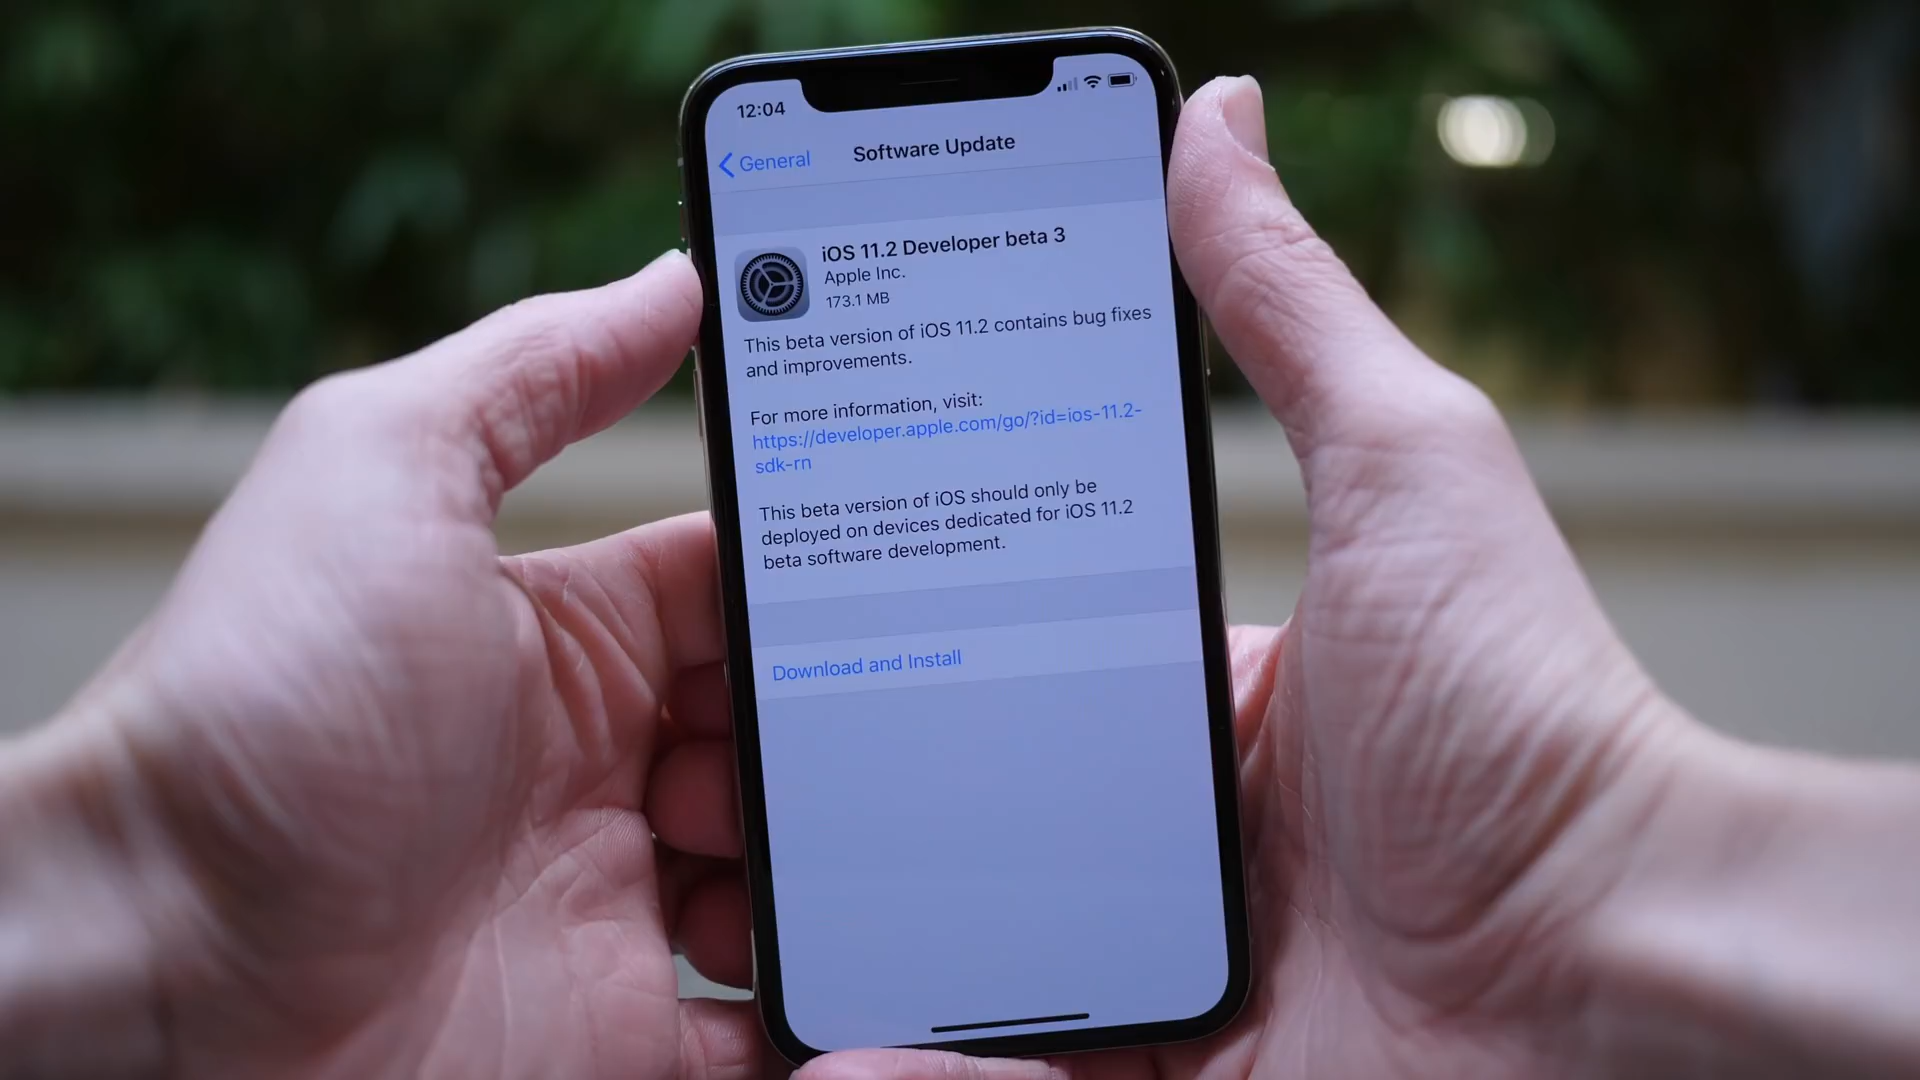 12:04
General
Software Update
iOS 11.2 Developer beta 3
Apple Inc.
173.1 MB
This beta version of iOS 11.2 contains bug fixes
and improvements.
For more information, visit:
https://developer.apple.com/go/?id=ios-11.2-
sdk-rn
This beta version of iOS should only be
deployed on devices dedicated for iOS 11.2
beta software development.
Download and Install